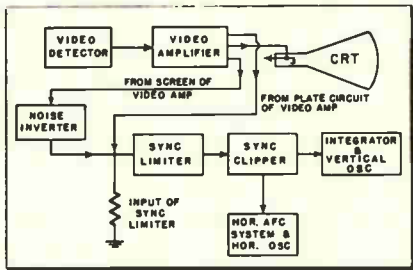 VIDEO
DETECTOR
VIDEO
AMPLIFIER
CRT
FROM SCREEN OF
VIDEO AMP
FROM PLATE CIRCUIT
OF VIDEO AMP
NOISE
INVERTER
SYNC
LIMITER
SYNC
CLIPPER
INTEGRATOR
&
VERTICAL
OSC
INPUT OF
SYNC
LIMITER
HOR. AFC
SYSTEM &
HOR. OSC